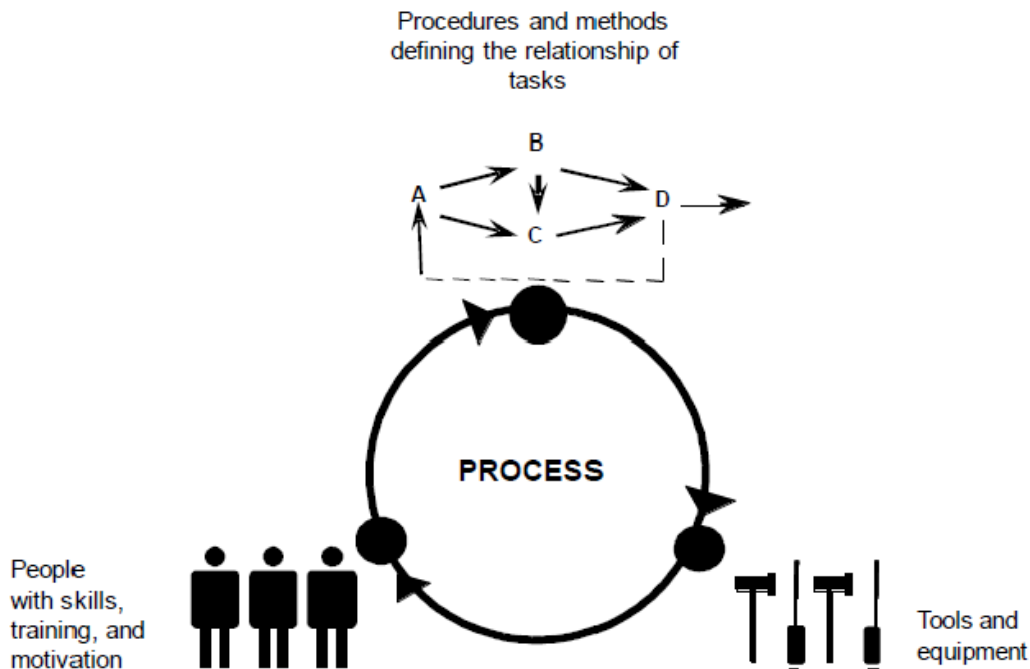 Procedures and methods
defining the relationship of
tasks
B
A
D
C
PROCESS
People
with skills,
training, and
motivation
Tools and
equipment